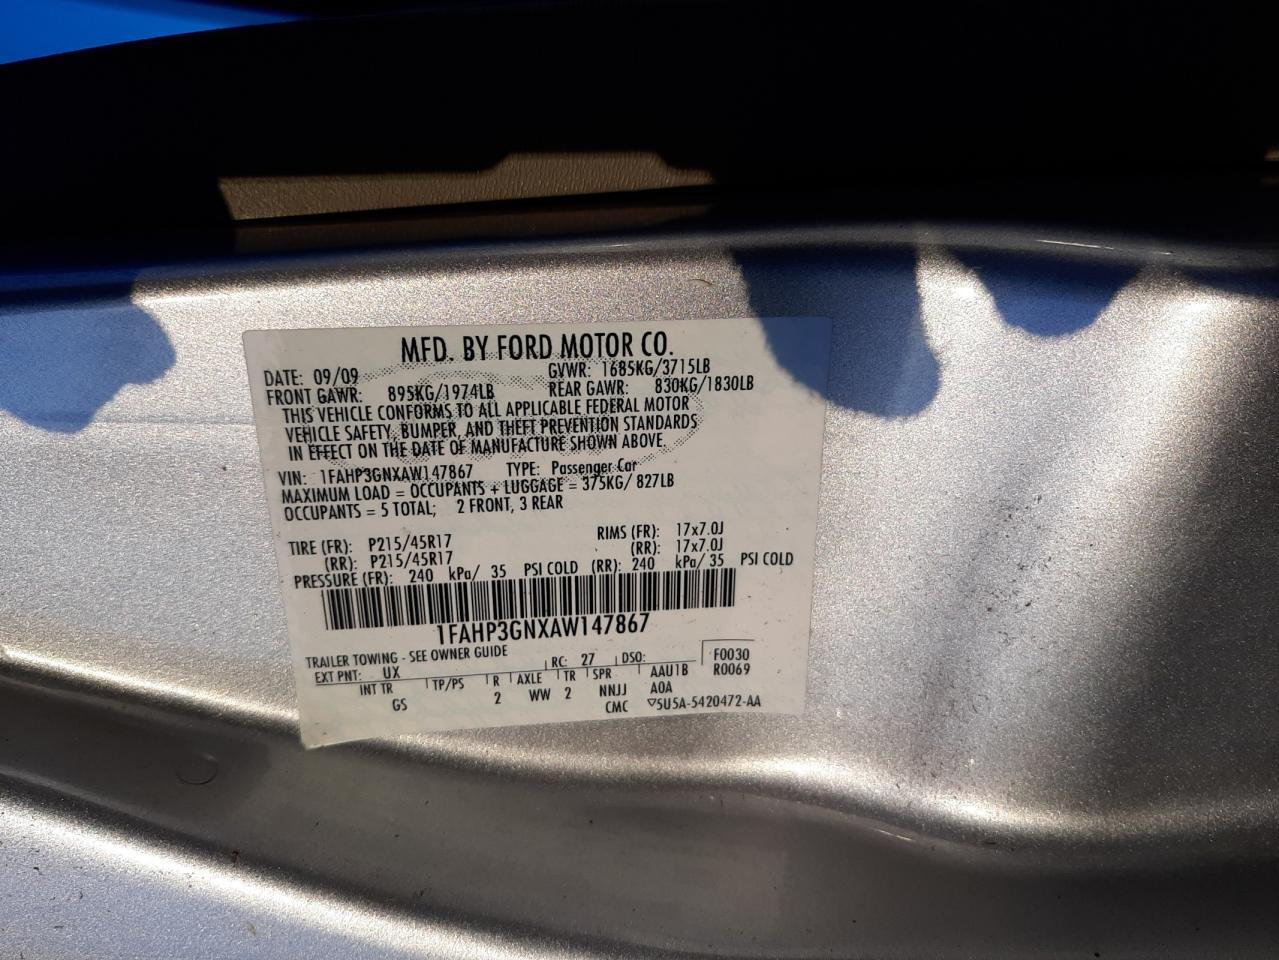 MFD. BY FORD MOTOR CO.
DATE: 09/09 GVWR: 1685KG/3715LB
FRONT GAWR: 895KG/1974LB REAR GAWR: 830KG/1830LB
THIS VEHICLE CONFORMS TO ALL APPLICABLE FEDERAL MOTOR
VEHICLE SAFETY, BUMPER, AND THEFT PREVENTION STANDARDS
IN EFFECT ON THE DATE OF MANUFACTURE SHOWN ABOVE.
VIN: 1FAHP3GNXAW147867 TYPE: Passenger Car
MAXIMUM LOAD = OCCUPANTS + LUGGAGE = 375KG/ 827LB
OCCUPANTS = 5 TOTAL; 2 FRONT, 3 REAR
TIRE (FR): P215/45R17 RIMS (FR): 17x7.0J
(RR): P215/45R17 (RR): 17x7.0J
PRESSURE (FR): 240 kPa/ 35 PSI COLD (RR): 240 kPa/ 35 PSI COLD
1FAHP3GNXAW147867
TRAILER TOWING - SEE OWNER GUIDE
EXT PNT: UX RC: 27 DSO: F0030
INT TR TP/PS R AXLE TR SPR AAU1B R0069
GS 2 WW 2 NNJJ A0A
CMC ▽5U5A-5420472-AA